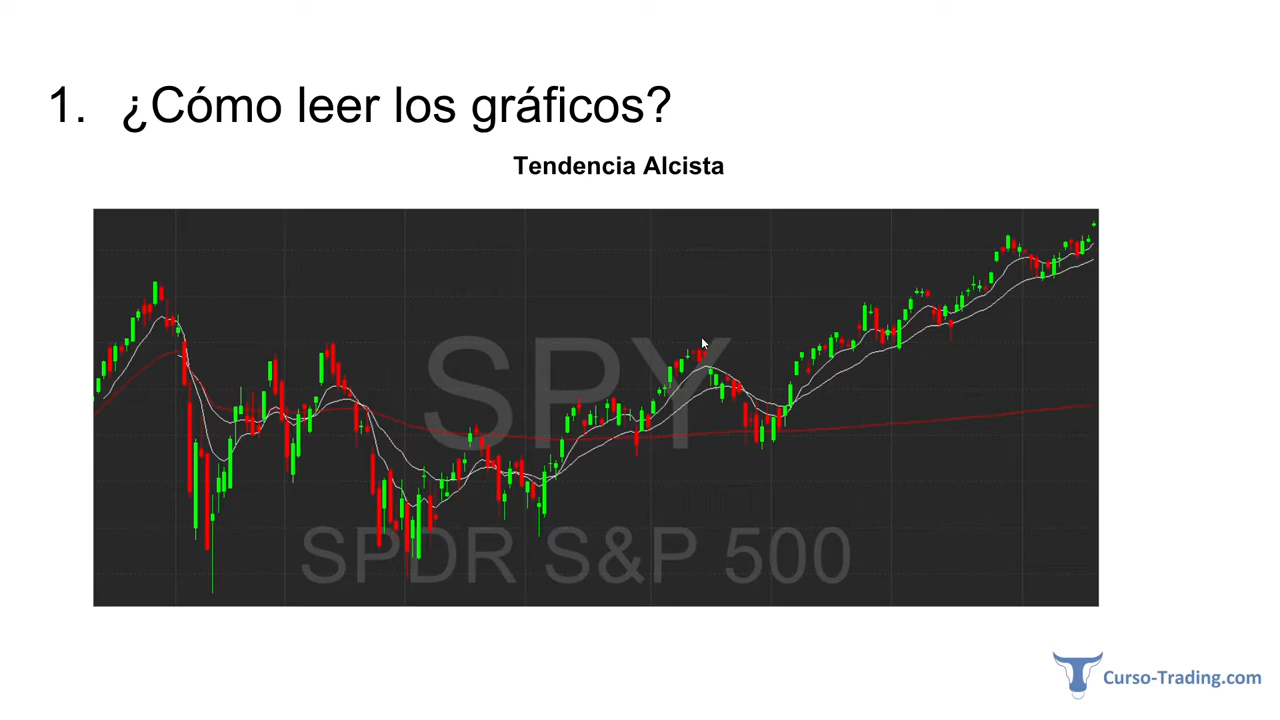 1. ¿Cómo leer los gráficos?
Tendencia Alcista
SPY
SPDR S&P 500
Curso-Trading.com